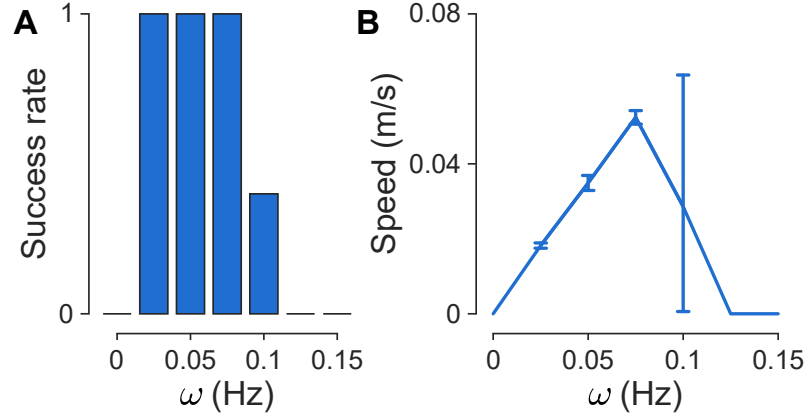 A
Success rate
1
0
0
0.05
0.1
0.15
ω (Hz)
B
Speed (m/s)
0.08
0.04
0
0
0.05
0.1
0.15
ω (Hz)